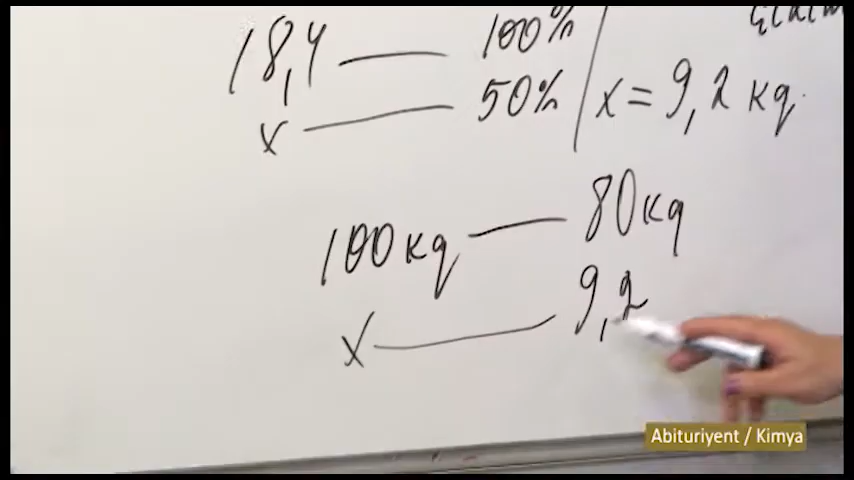 18,4 — 100%
x — 50%
x = 9,2 kq.
100 kq — 80 kq
x — 9,2
Abituriyent / Kimya